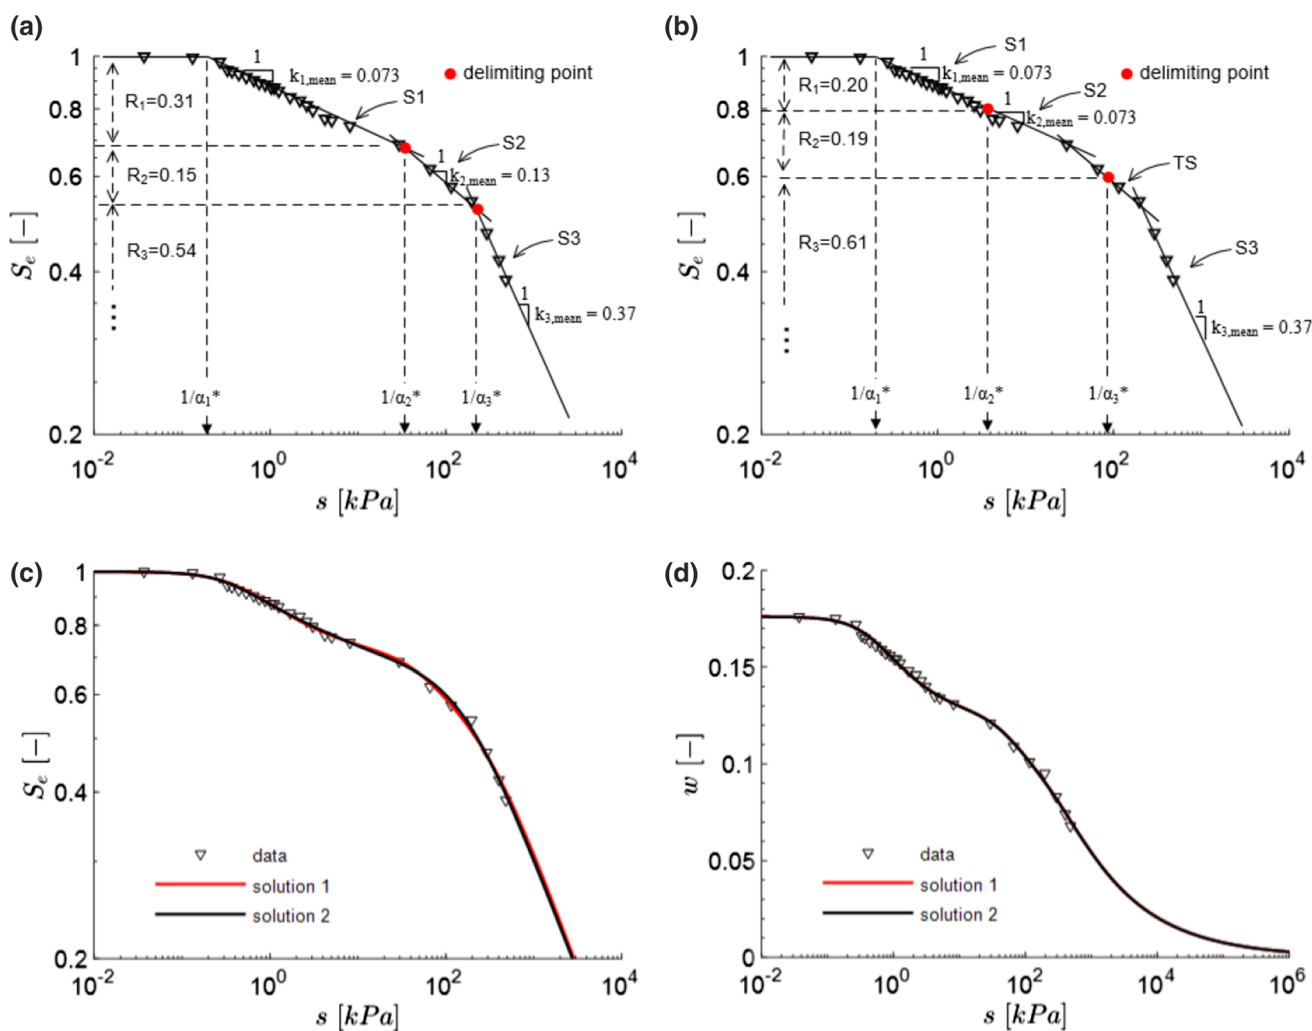 (a)
1
0.8
0.6
0.4
0.2
S_e [−]
R₁=0.31
R₂=0.15
R₃=0.54
⋮
1
k₁,mean = 0.073
delimiting point
S1
S2
1
k₂,mean = 0.13
S3
1
k₃,mean = 0.37
1/α₁*
1/α₂*
1/α₃*
10⁻²
10⁰
10²
10⁴
s [kPa]
(b)
1
0.8
0.6
0.4
0.2
S_e [−]
R₁=0.20
R₂=0.19
R₃=0.61
⋮
1
S1
k₁,mean = 0.073
delimiting point
S2
1
k₂,mean = 0.073
TS
S3
1
k₃,mean = 0.37
1/α₁*
1/α₂*
1/α₃*
10⁻²
10⁰
10²
10⁴
s [kPa]
(c)
1
0.8
0.6
0.4
0.2
S_e [−]
data
solution 1
solution 2
10⁻²
10⁰
10²
10⁴
s [kPa]
(d)
0.2
0.15
0.1
0.05
0
w [−]
data
solution 1
solution 2
10⁻²
10⁰
10²
10⁴
10⁶
s [kPa]